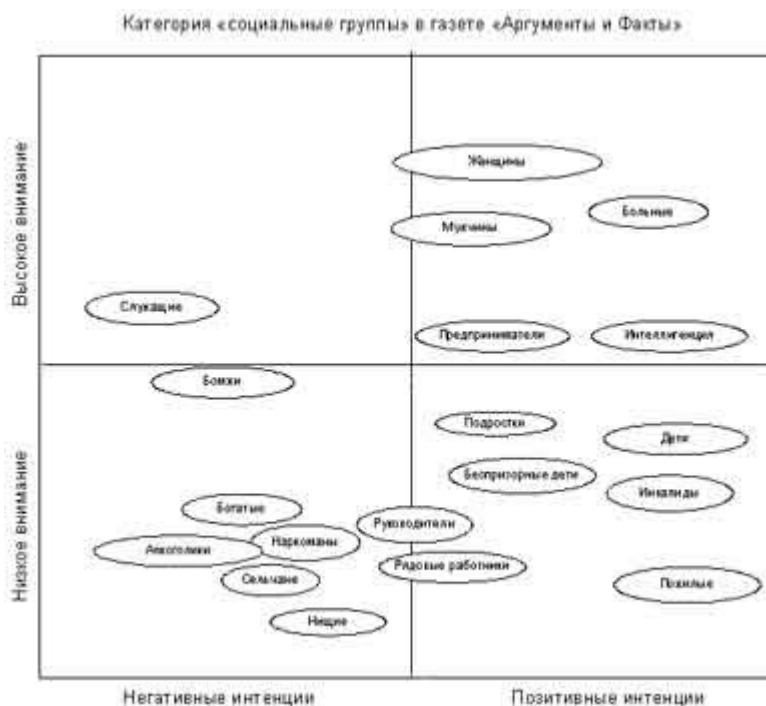 Категория «социальные группы» в газете «Аргументы и Факты»
Высокое внимание
Женщины
Больные
Мужчины
Служащие
Предприниматели
Интеллигенция
Низкое внимание
Бомжи
Подростки
Дети
Беспризорные дети
Инвалиды
Богатые
Руководители
Наркоманы
Алкоголики
Рядовые работники
Сельчане
Пожилые
Нищие
Негативные интенции
Позитивные интенции